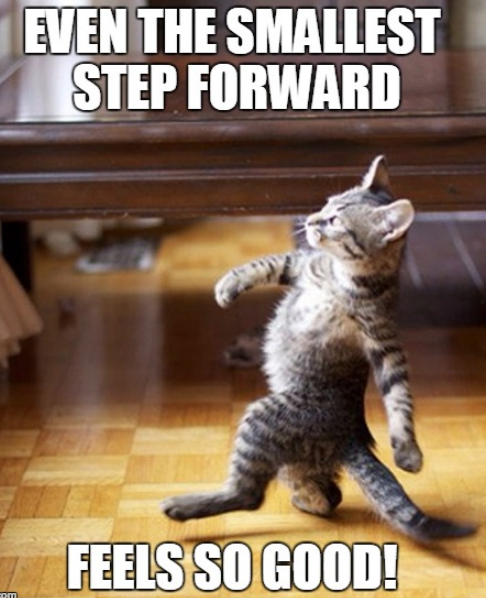 EVEN THE SMALLEST
STEP FORWARD
FEELS SO GOOD!